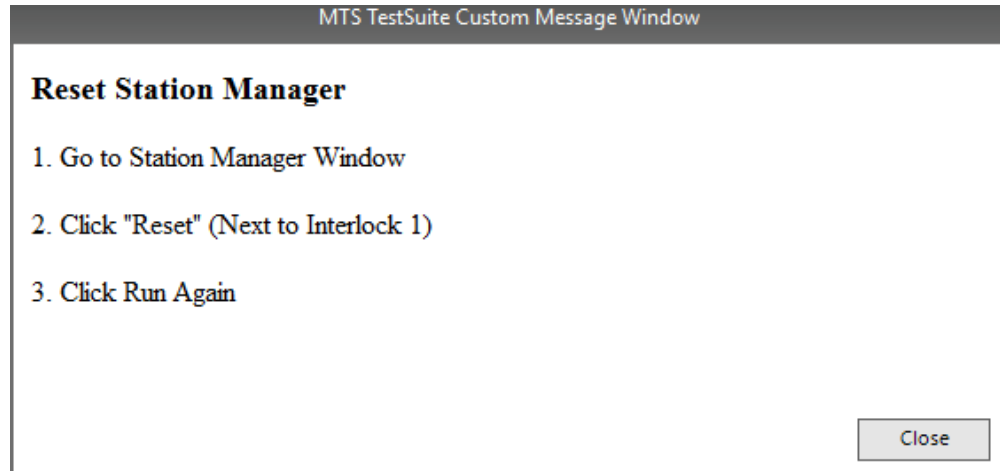 MTS TestSuite Custom Message Window
Reset Station Manager
1. Go to Station Manager Window
2. Click "Reset" (Next to Interlock 1)
3. Click Run Again
Close